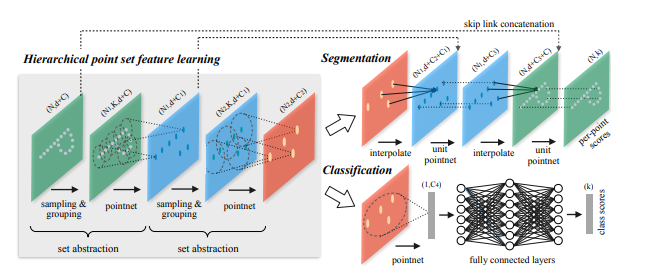 skip link concatenation
Hierarchical point set feature learning
Segmentation
(N,d+C)
(N1,K,d+C)
(N1,d+C1)
(N2,K,d+C1)
(N2,d+C2)
(N1,d+C2+C1)
(N1,d+C3)
(N,d+C3+C)
(N,k)
sampling &
grouping
pointnet
sampling &
grouping
pointnet
set abstraction
set abstraction
interpolate
unit
pointnet
interpolate
unit
pointnet
per-point
scores
Classification
(1,C4)
(k)
class scores
pointnet
fully connected layers